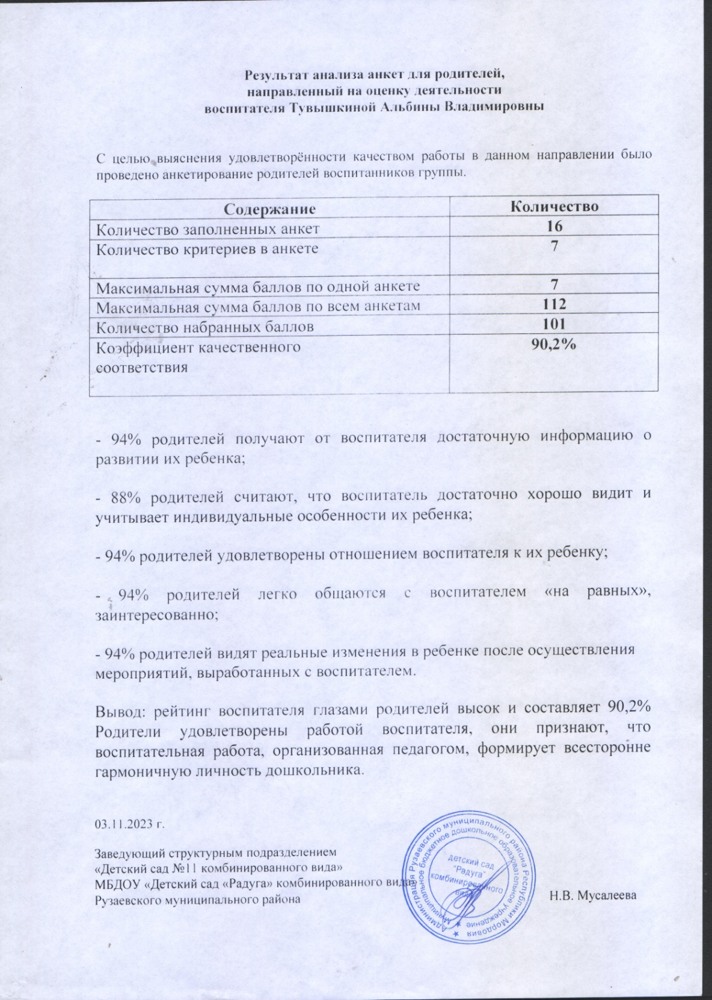 Результат анализа анкет для родителей,
направленный на оценку деятельности
воспитателя Тувышкиной Альбины Владимировны
С целью выяснения удовлетворённости качеством работы в данном направлении было
проведено анкетирование родителей воспитанников группы.
Содержание Количество
Количество заполненных анкет 16
Количество критериев в анкете 7
Максимальная сумма баллов по одной анкете 7
Максимальная сумма баллов по всем анкетам 112
Количество набранных баллов 101
Коэффициент качественного 90,2%
соответствия
- 94% родителей получают от воспитателя достаточную информацию о
развитии их ребенка;
- 88% родителей считают, что воспитатель достаточно хорошо видит и
учитывает индивидуальные особенности их ребенка;
- 94% родителей удовлетворены отношением воспитателя к их ребенку;
- 94% родителей легко общаются с воспитателем «на равных»,
заинтересованно;
- 94% родителей видят реальные изменения в ребенке после осуществления
мероприятий, выработанных с воспитателем.
Вывод: рейтинг воспитателя глазами родителей высок и составляет 90,2%
Родители удовлетворены работой воспитателя, они признают, что
воспитательная работа, организованная педагогом, формирует всесторонне
гармоничную личность дошкольника.
03.11.2023 г.
Заведующий структурным подразделением
«Детский сад №11 комбинированного вида»
МБДОУ «Детский сад «Радуга» комбинированного вида»
Рузаевского муниципального района Н.В. Мусалеева
Администрация Рузаевского муниципального района Республики Мордовия
Муниципальное бюджетное дошкольное образовательное учреждение
детский сад
"Радуга"
комбинированного
вида